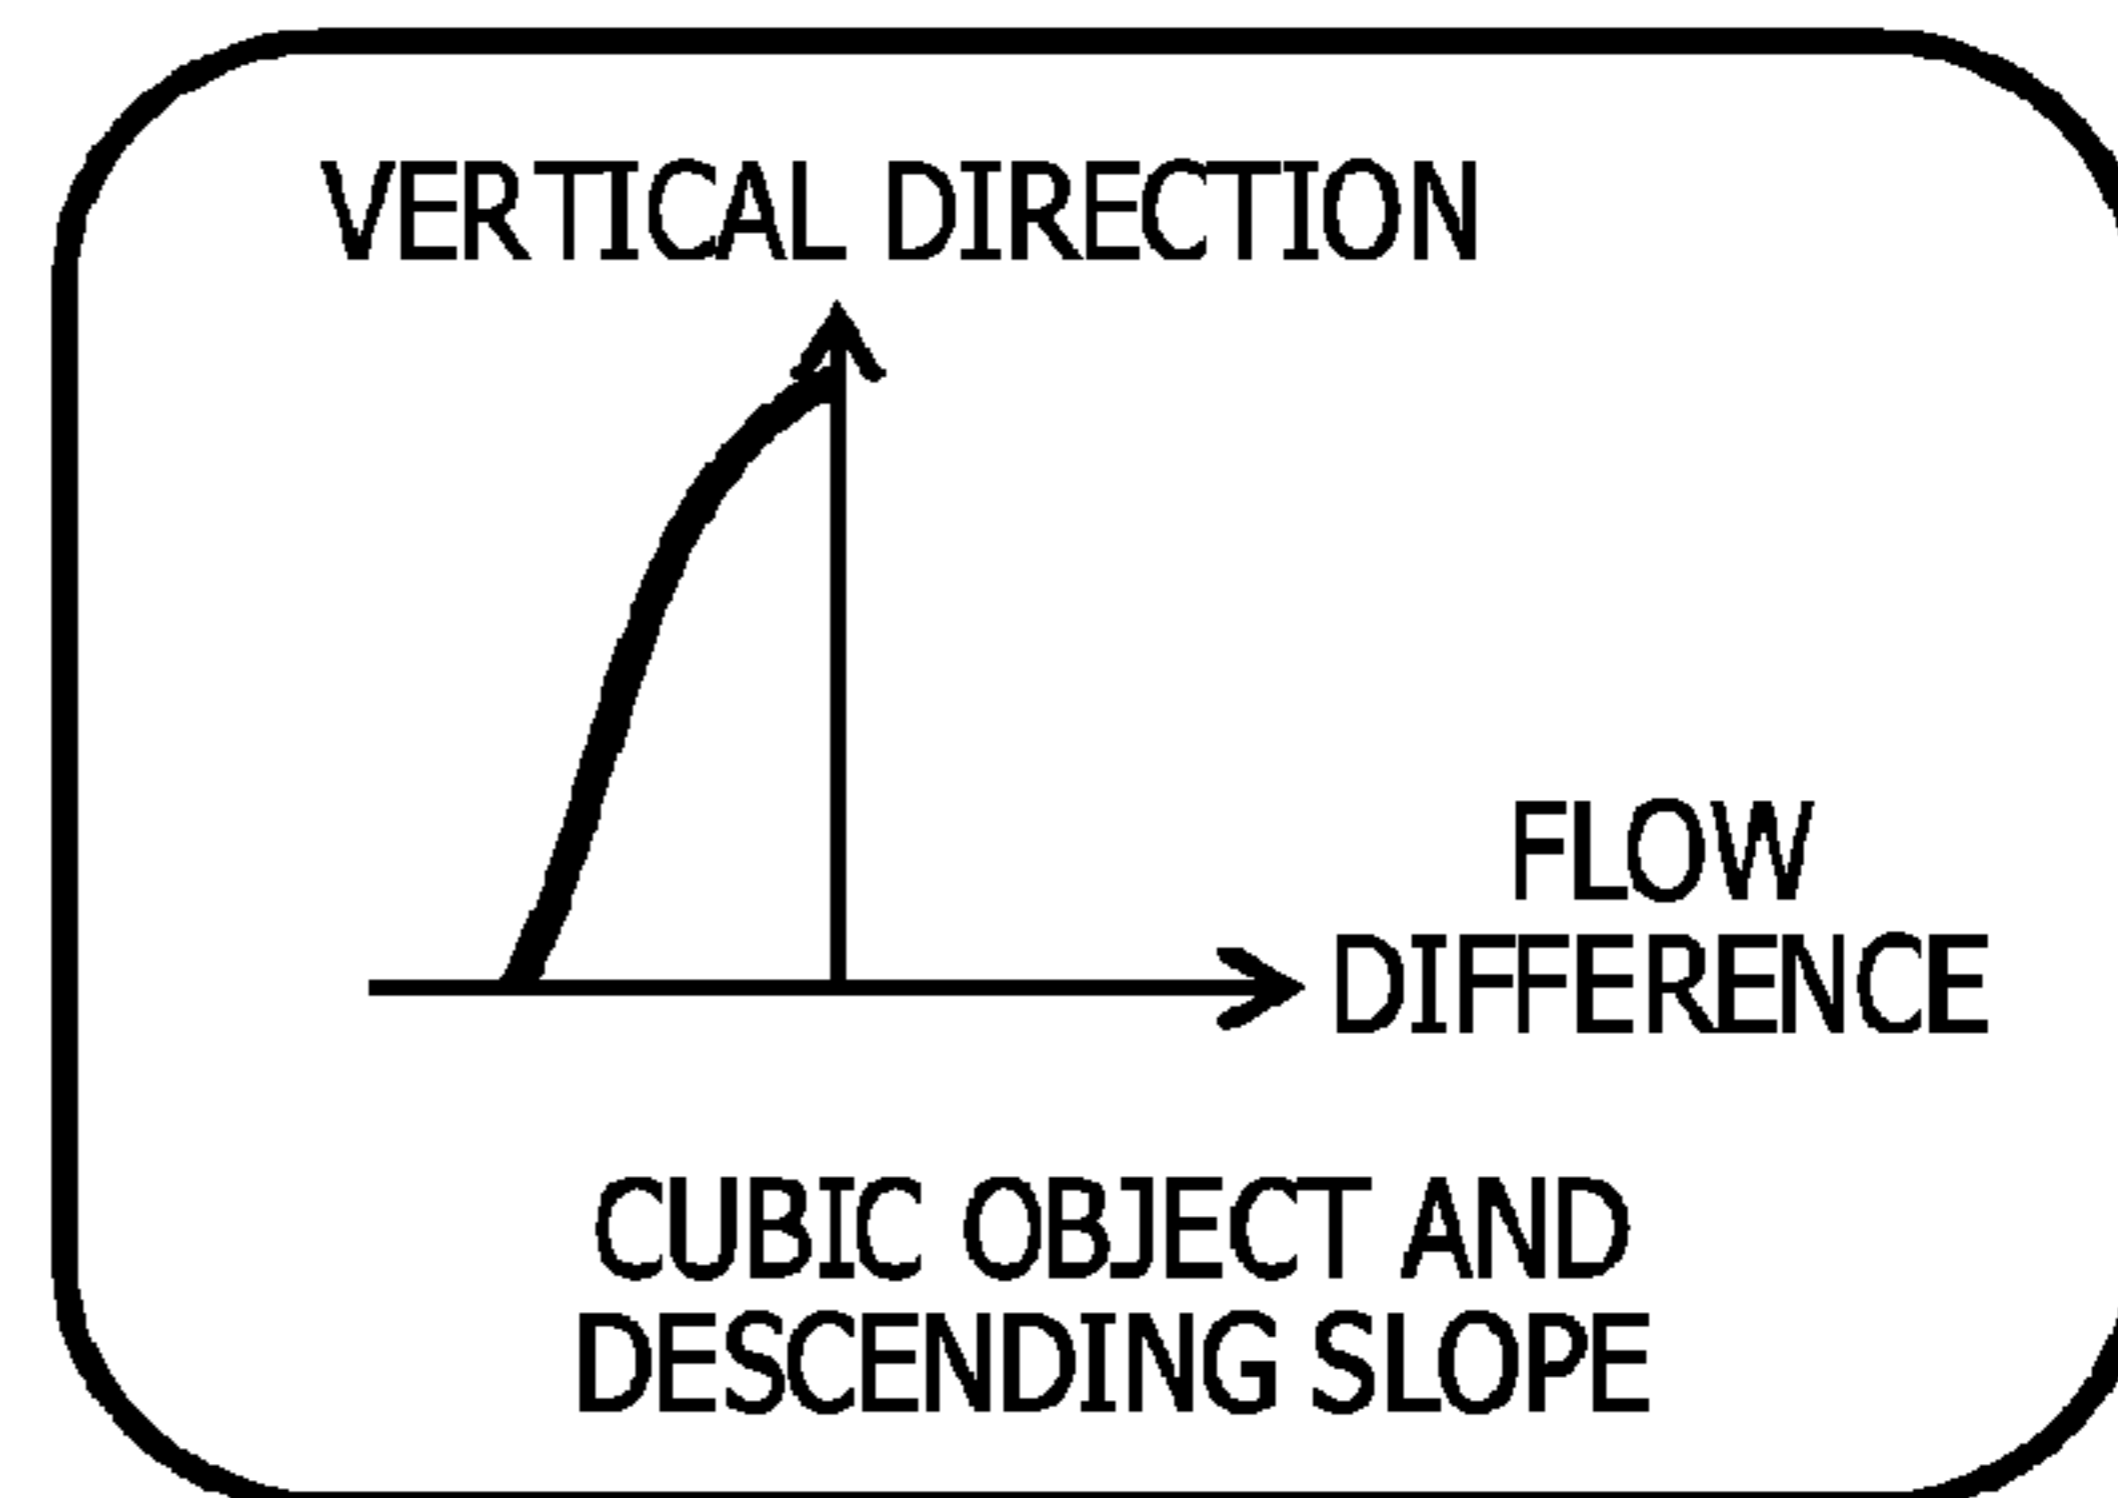 VERTICAL DIRECTION
FLOW
DIFFERENCE
CUBIC OBJECT AND
DESCENDING SLOPE